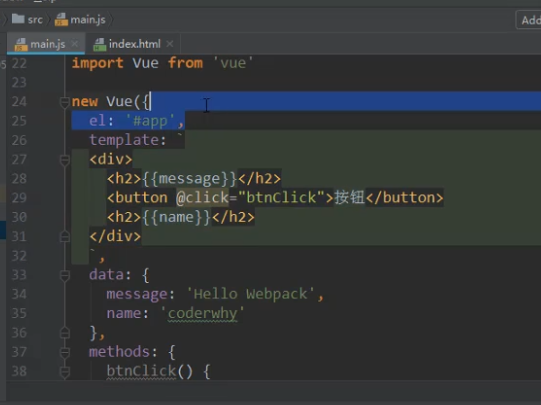 src
main.js
Add
main.js
index.html
22 import Vue from 'vue'
23
24 new Vue({
25 el: '#app',
26 template: `
27 <div>
28 <h2>{{message}}</h2>
29 <button @click="btnClick">按钮</button>
30 <h2>{{name}}</h2>
31 </div>
32 `,
33 data: {
34 message: 'Hello Webpack',
35 name: 'coderwhy'
36 },
37 methods: {
38 btnClick() {